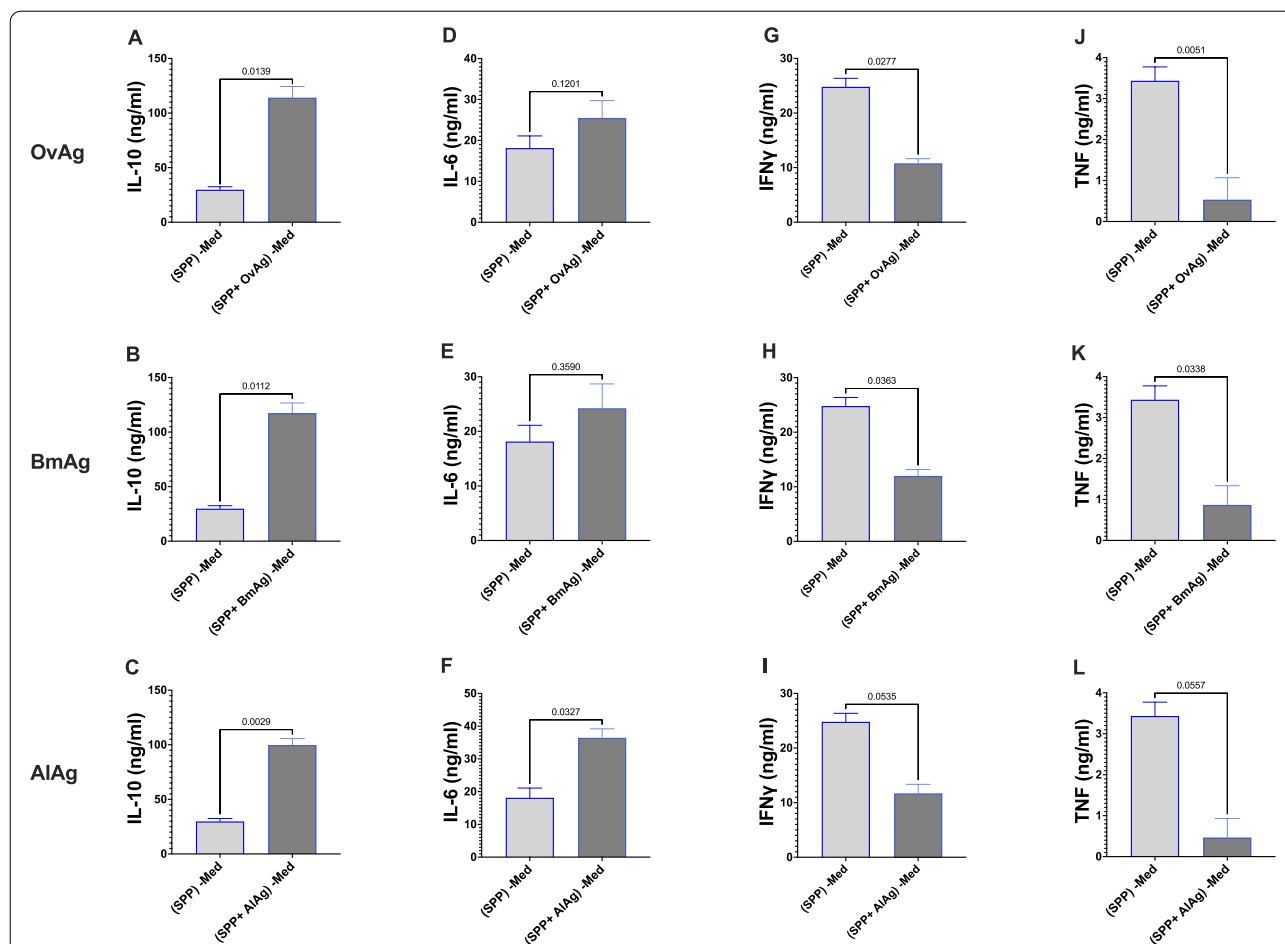 A
D
G
J
OvAg
IL-10 (ng/ml)
150
100
50
0
0.0139
(SPP) -Med
(SPP+ OvAg) -Med
IL-6 (ng/ml)
40
30
20
10
0
0.1201
(SPP) -Med
(SPP+ OvAg) -Med
IFNγ (ng/ml)
30
20
10
0
0.0277
(SPP) -Med
(SPP+ OvAg) -Med
TNF (ng/ml)
4
3
2
1
0
0.0051
(SPP) -Med
(SPP+ OvAg) -Med
B
E
H
K
BmAg
IL-10 (ng/ml)
150
100
50
0
0.0112
(SPP) -Med
(SPP+ BmAg) -Med
IL-6 (ng/ml)
30
20
10
0
0.3590
(SPP) -Med
(SPP+ BmAg) -Med
IFNγ (ng/ml)
30
20
10
0
0.0363
(SPP) -Med
(SPP+ BmAg) -Med
TNF (ng/ml)
4
3
2
1
0
0.0338
(SPP) -Med
(SPP+ BmAg) -Med
C
F
I
L
AlAg
IL-10 (ng/ml)
150
100
50
0
0.0029
(SPP) -Med
(SPP+ AlAg) -Med
IL-6 (ng/ml)
50
40
30
20
10
0
0.0327
(SPP) -Med
(SPP+ AlAg) -Med
IFNγ (ng/ml)
30
20
10
0
0.0535
(SPP) -Med
(SPP+ AlAg) -Med
TNF (ng/ml)
4
3
2
1
0
0.0557
(SPP) -Med
(SPP+ AlAg) -Med